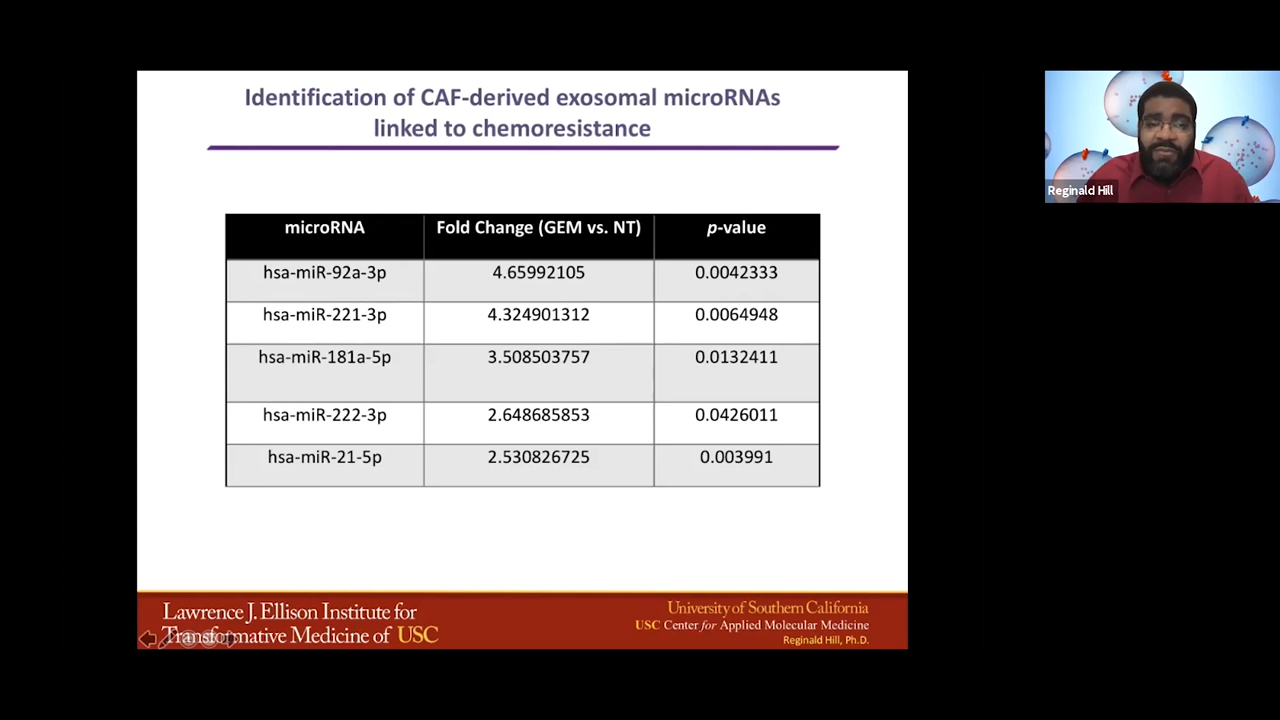 Identification of CAF-derived exosomal microRNAs
linked to chemoresistance
microRNA Fold Change (GEM vs. NT) p-value
hsa-miR-92a-3p 4.65992105 0.0042333
hsa-miR-221-3p 4.324901312 0.0064948
hsa-miR-181a-5p 3.508503757 0.0132411
hsa-miR-222-3p 2.648685853 0.0426011
hsa-miR-21-5p 2.530826725 0.003991
Lawrence J. Ellison Institute for
Transformative Medicine of USC
University of Southern California
USC Center for Applied Molecular Medicine
Reginald Hill, Ph.D.
Reginald Hill